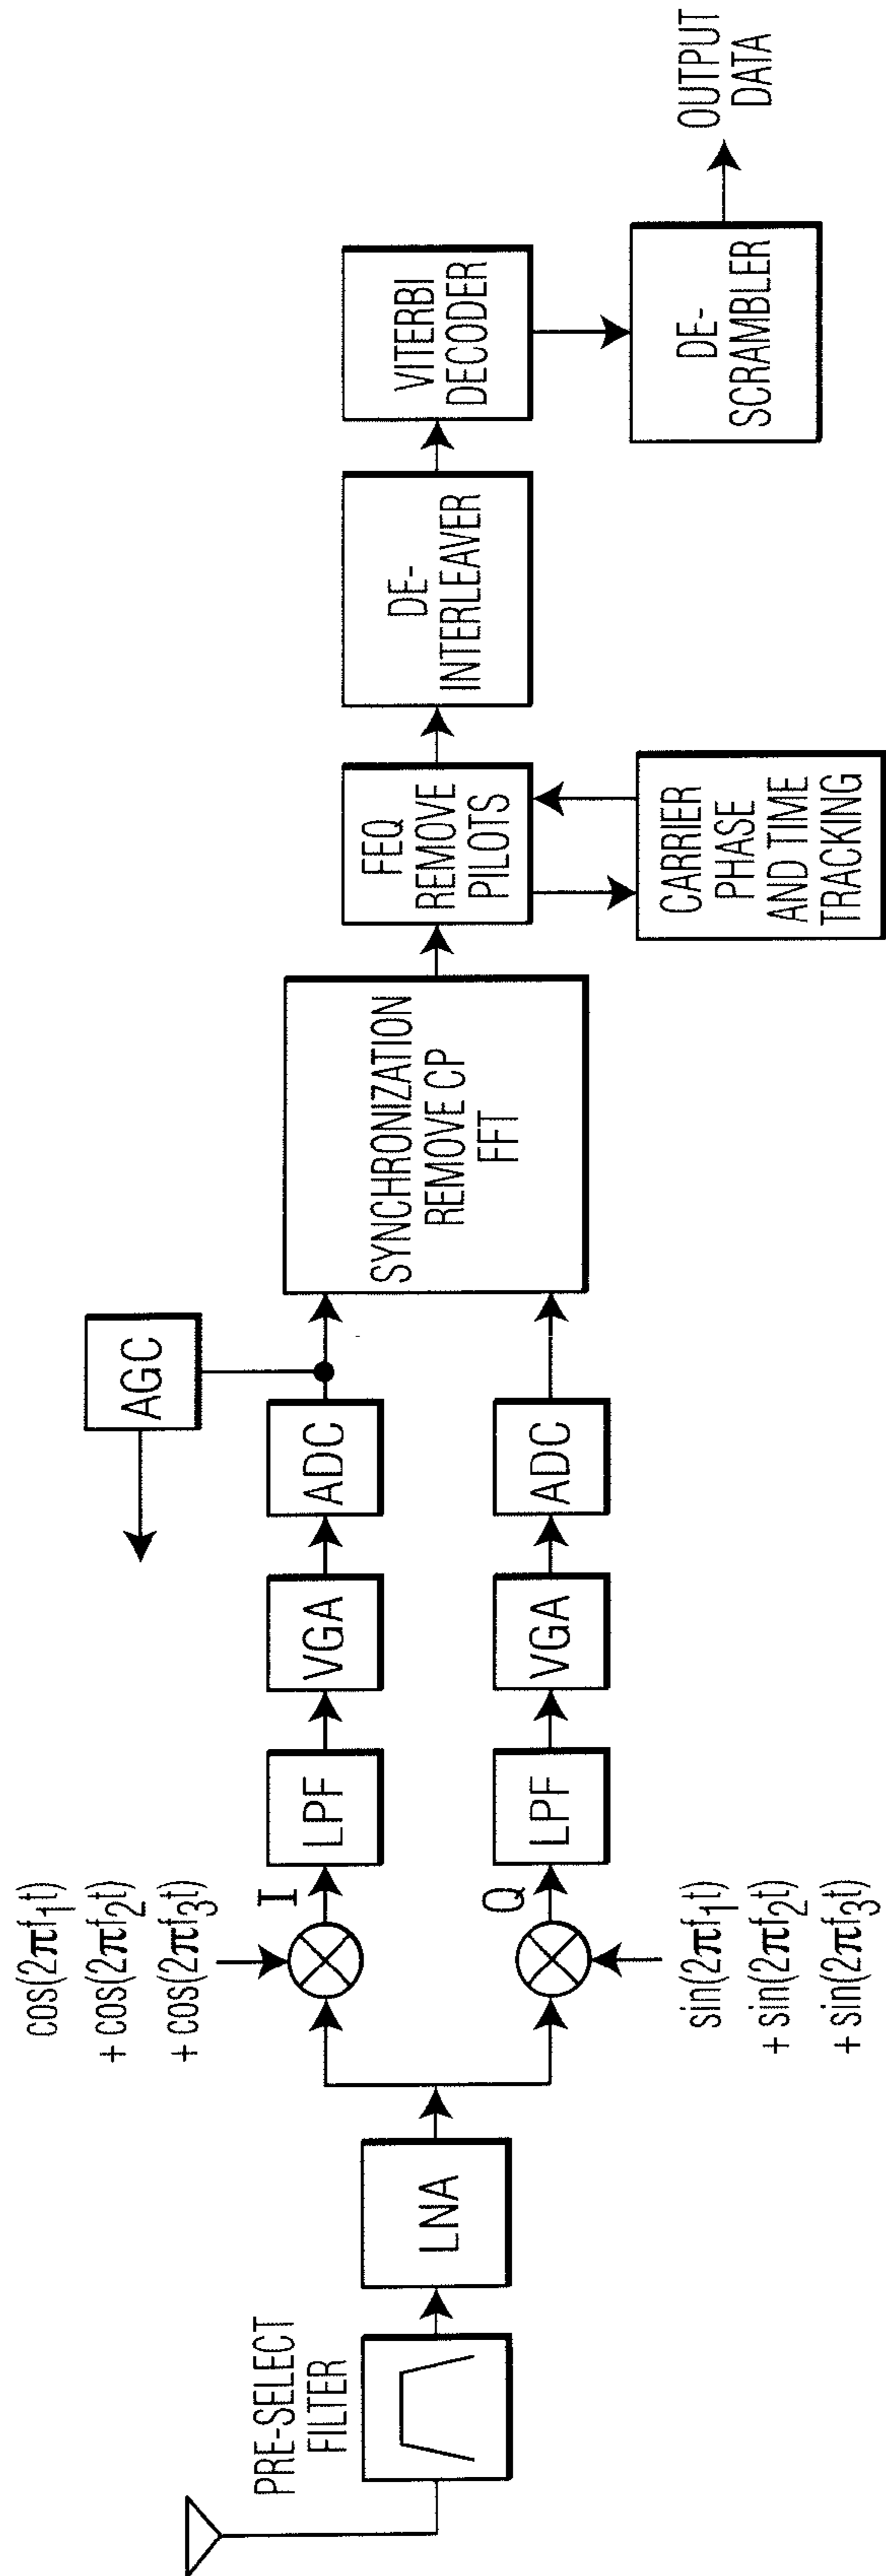 PRE-SELECT
FILTER
LNA
cos(2πf₁t)
+ cos(2πf₂t)
+ cos(2πf₃t)
I
LPF
VGA
ADC
AGC
sin(2πf₁t)
+ sin(2πf₂t)
+ sin(2πf₃t)
Q
LPF
VGA
ADC
SYNCHRONIZATION
REMOVE CP
FFT
FEQ
REMOVE
PILOTS
CARRIER
PHASE
AND TIME
TRACKING
DE-
INTERLEAVER
VITERBI
DECODER
DE-
SCRAMBLER
OUTPUT
DATA